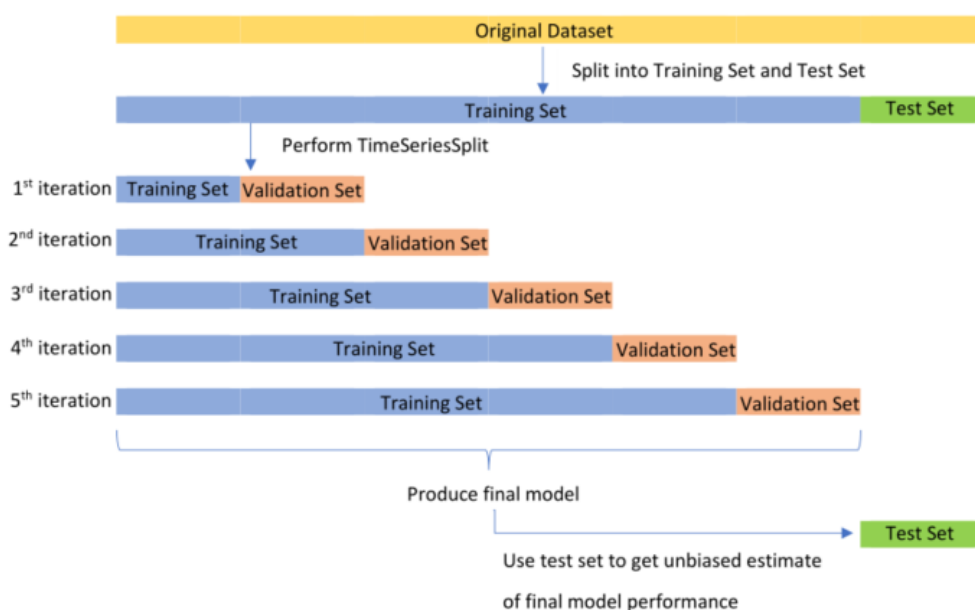 Original Dataset
Split into Training Set and Test Set
Training Set Test Set
Perform TimeSeriesSplit
1st iteration Training Set Validation Set
2nd iteration Training Set Validation Set
3rd iteration Training Set Validation Set
4th iteration Training Set Validation Set
5th iteration Training Set Validation Set
Produce final model
Test Set
Use test set to get unbiased estimate
of final model performance